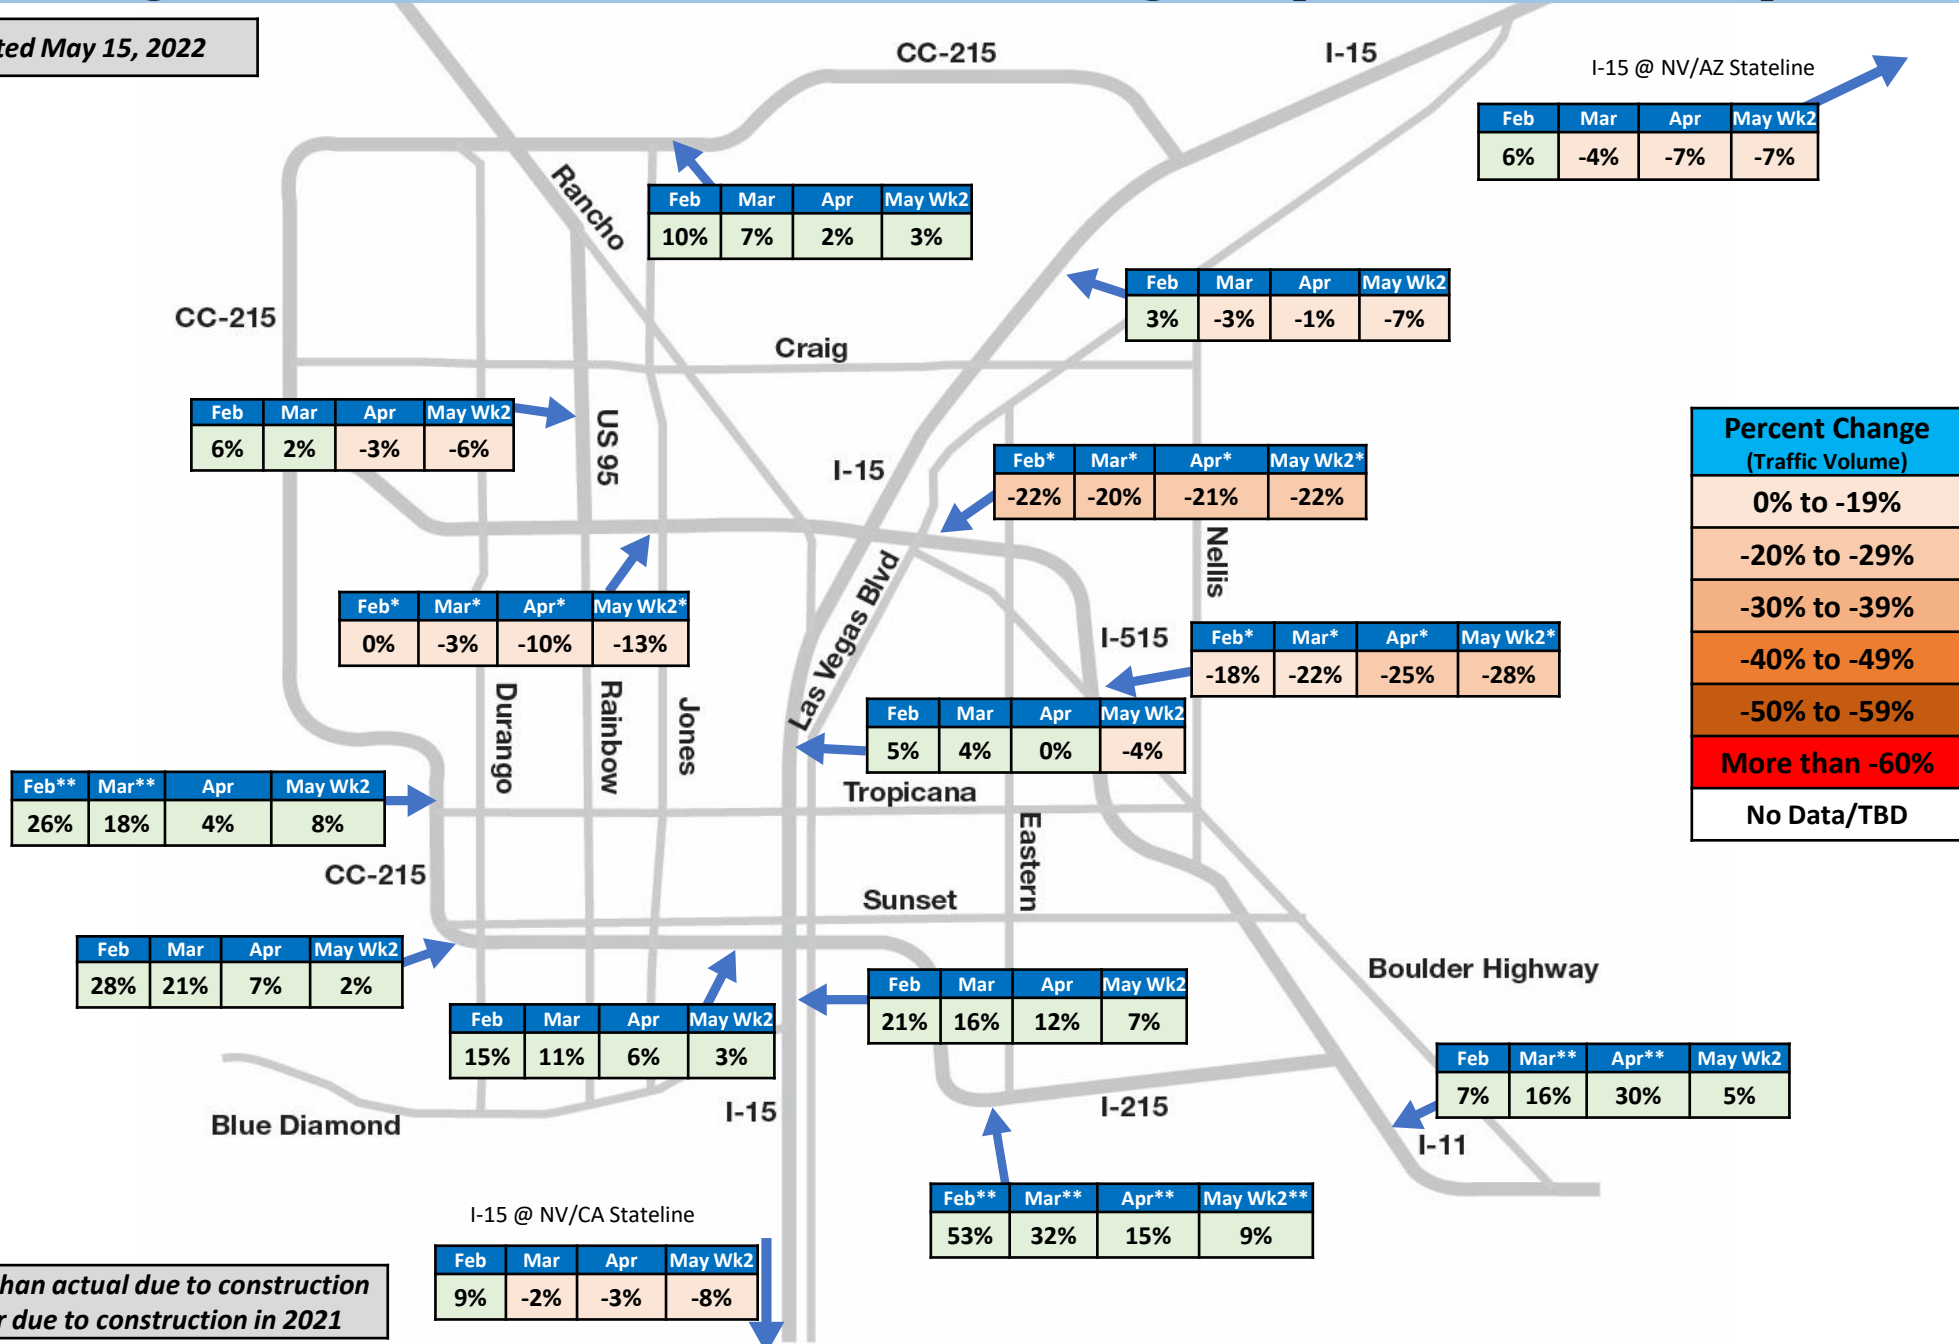 May 15, 2022
CC-215
I-15
I-15 @ NV/AZ Stateline
Feb Mar Apr May Wk2
6% -4% -7% -7%
Rancho
Feb Mar Apr May Wk2
10% 7% 2% 3%
Feb Mar Apr May Wk2
3% -3% -1% -7%
CC-215
Craig
Feb Mar Apr May Wk2
6% 2% -3% -6%
US 95
I-15
Feb* Mar* Apr* May Wk2*
-22% -20% -21% -22%
Percent Change
(Traffic Volume)
0% to -19%
-20% to -29%
-30% to -39%
-40% to -49%
-50% to -59%
More than -60%
No Data/TBD
Nellis
Las Vegas Blvd
Feb* Mar* Apr* May Wk2*
0% -3% -10% -13%
I-515
Feb* Mar* Apr* May Wk2*
-18% -22% -25% -28%
Durango
Rainbow
Jones
Feb Mar Apr May Wk2
5% 4% 0% -4%
Feb** Mar** Apr May Wk2
26% 18% 4% 8%
Tropicana
Eastern
CC-215
Sunset
Feb Mar Apr May Wk2
28% 21% 7% 2%
Boulder Highway
Feb Mar Apr May Wk2
21% 16% 12% 7%
Feb Mar Apr May Wk2
15% 11% 6% 3%
Feb Mar** Apr** May Wk2
7% 16% 30% 5%
Blue Diamond
I-15
I-215
I-11
Feb** Mar** Apr** May Wk2**
53% 32% 15% 9%
I-15 @ NV/CA Stateline
Feb Mar Apr May Wk2
9% -2% -3% -8%
han actual due to construction
r due to construction in 2021